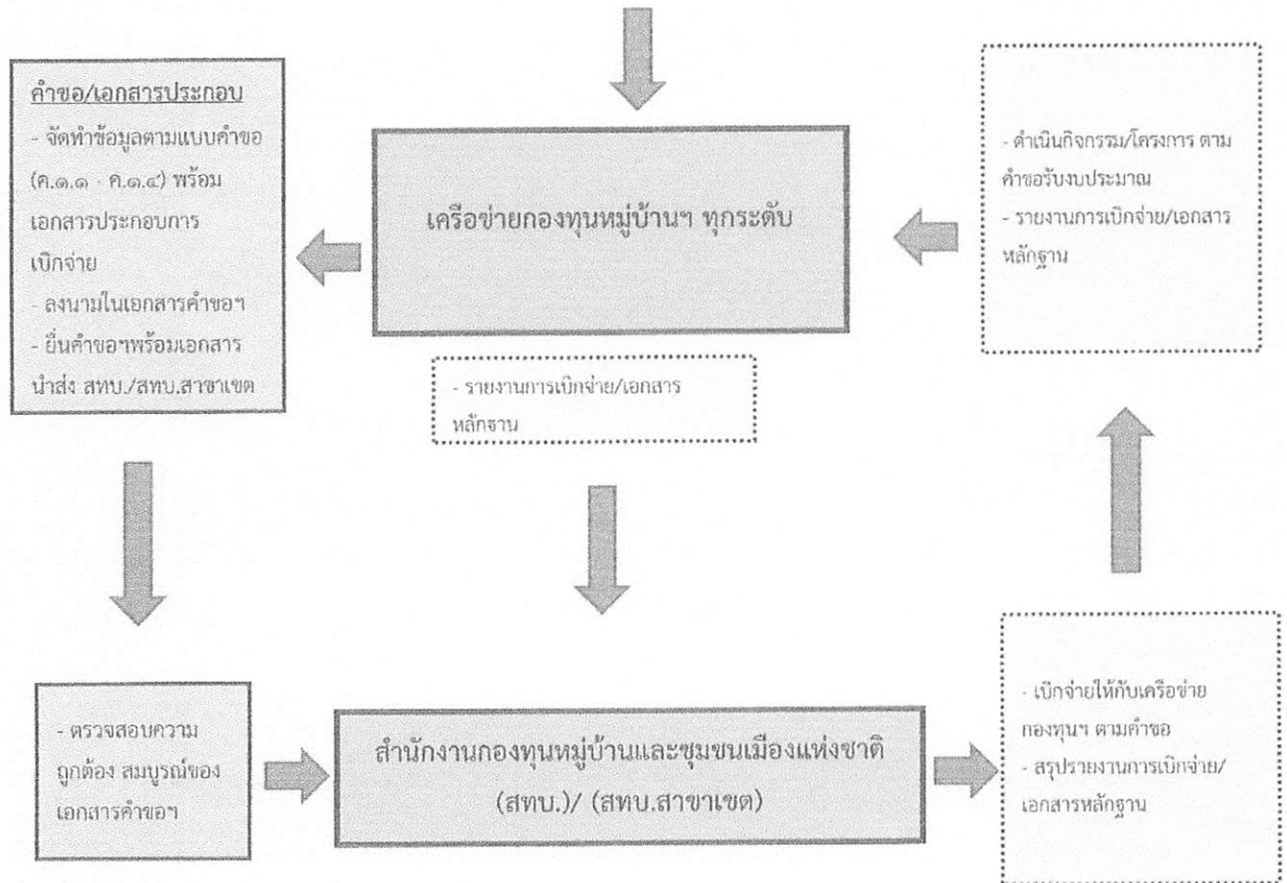 คำขอ/เอกสารประกอบ
- จัดทำข้อมูลตามแบบคำขอ
(ค.๑.๑ - ค.๑.๔) พร้อม
เอกสารประกอบการ
เบิกจ่าย
- ลงนามในเอกสารคำขอฯ
- ยื่นคำขอฯพร้อมเอกสาร
นำส่ง สทบ./สทบ.สาขาเขต
เครือข่ายกองทุนหมู่บ้านฯ ทุกระดับ
- รายงานการเบิกจ่าย/เอกสาร
หลักฐาน
- ดำเนินกิจกรรม/โครงการ ตาม
คำขอรับงบประมาณ
- รายงานการเบิกจ่าย/เอกสาร
หลักฐาน
- ตรวจสอบความ
ถูกต้อง สมบูรณ์ของ
เอกสารคำขอฯ
สำนักงานกองทุนหมู่บ้านและชุมชนเมืองแห่งชาติ
(สทบ.)/ (สทบ.สาขาเขต)
- เบิกจ่ายให้กับเครือข่าย
กองทุนฯ ตามคำขอ
- สรุปรายงานการเบิกจ่าย/
เอกสารหลักฐาน